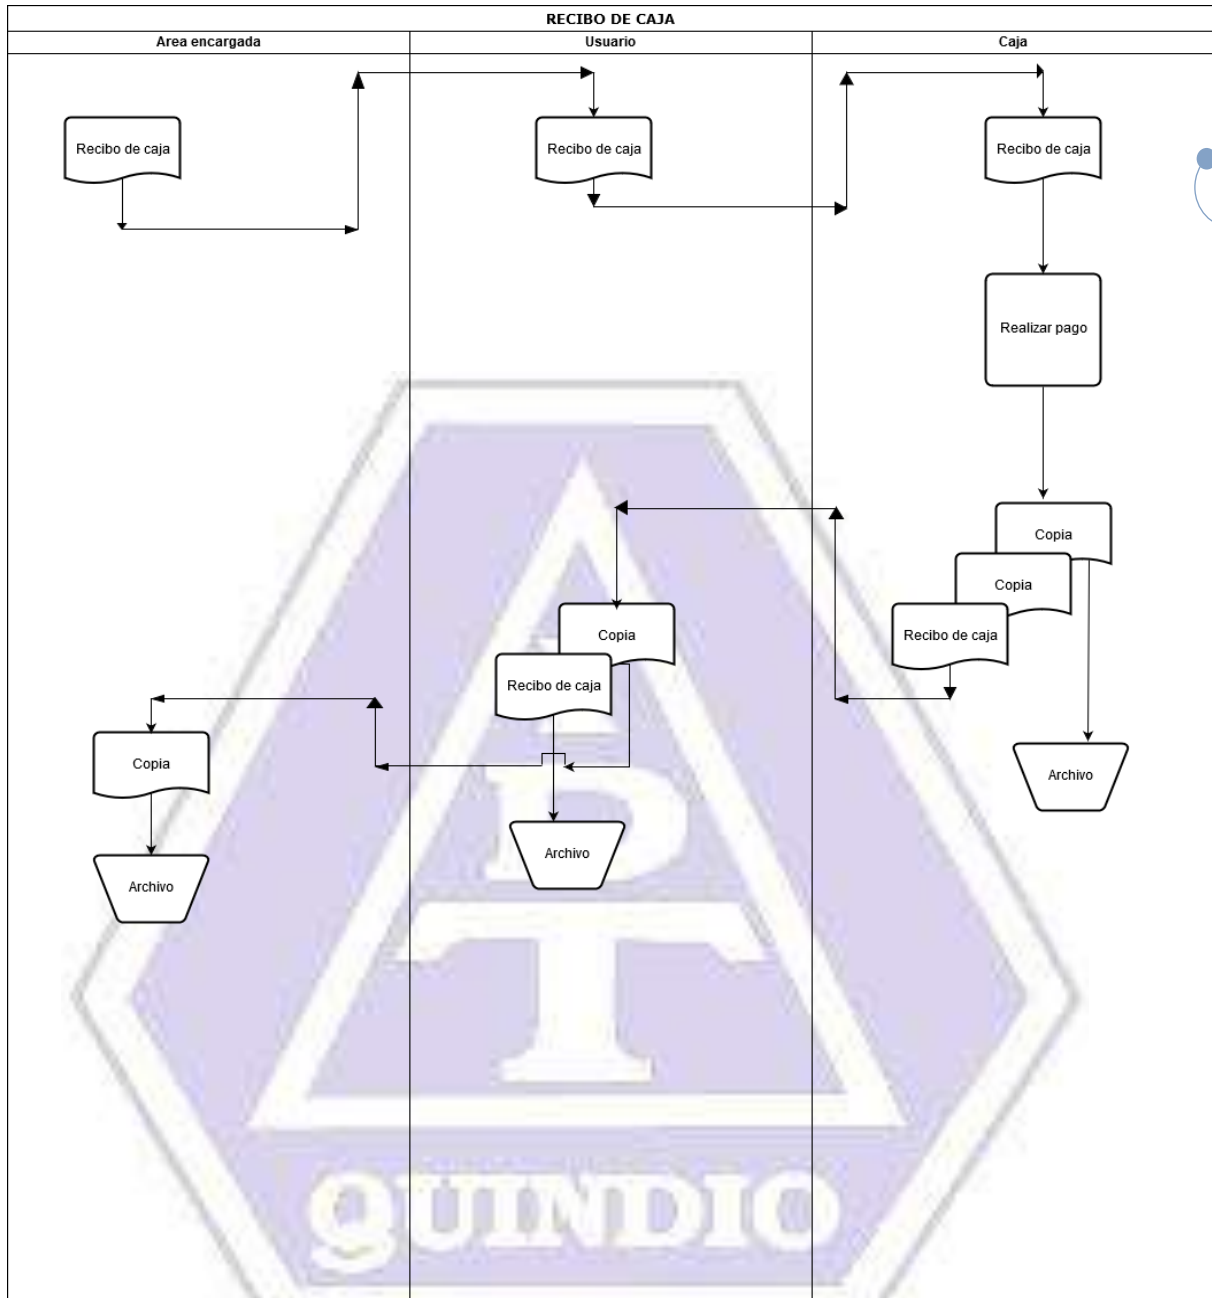 RECIBO DE CAJA
Area encargada
Usuario
Caja
Recibo de caja
Recibo de caja
Recibo de caja
Realizar pago
Copia
Copia
Recibo de caja
Copia
Recibo de caja
Copia
Archivo
Archivo
Archivo
A
D
T
QUINDIO